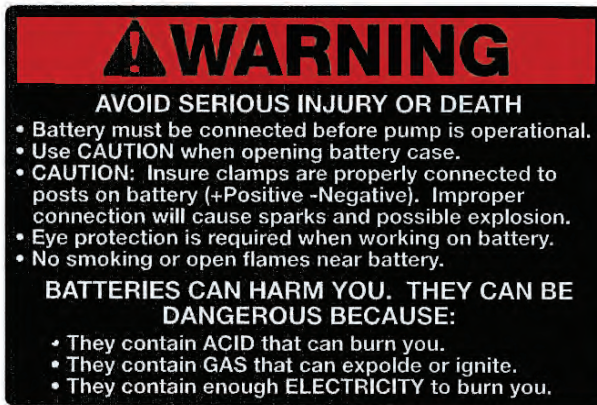 WARNING
AVOID SERIOUS INJURY OR DEATH
• Battery must be connected before pump is operational.
• Use CAUTION when opening battery case.
• CAUTION: Insure clamps are properly connected to
posts on battery (+Positive -Negative). Improper
connection will cause sparks and possible explosion.
• Eye protection is required when working on battery.
• No smoking or open flames near battery.
BATTERIES CAN HARM YOU. THEY CAN BE
DANGEROUS BECAUSE:
• They contain ACID that can burn you.
• They contain GAS that can expolde or ignite.
• They contain enough ELECTRICITY to burn you.